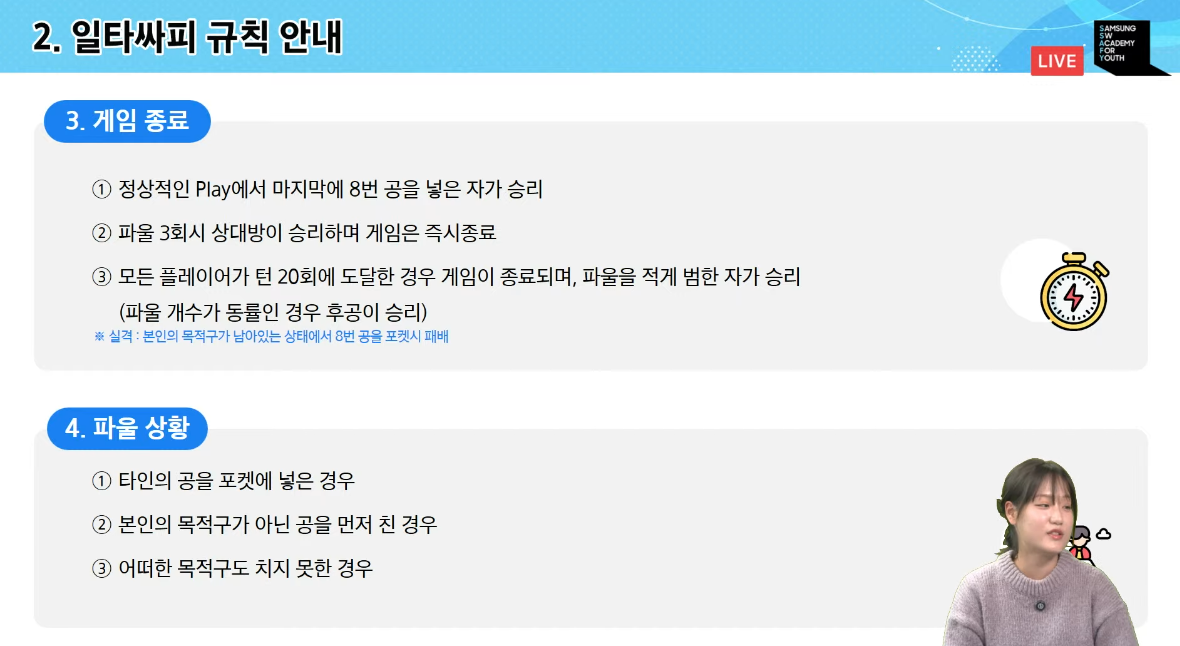 2. 일타싸피 규칙 안내
LIVE
SAMSUNG
SW
ACADEMY
FOR
YOUTH
3. 게임 종료
① 정상적인 Play에서 마지막에 8번 공을 넣은 자가 승리
② 파울 3회시 상대방이 승리하며 게임은 즉시종료
③ 모든 플레이어가 턴 20회에 도달한 경우 게임이 종료되며, 파울을 적게 범한 자가 승리
(파울 개수가 동률인 경우 후공이 승리)
※ 실격 : 본인의 목적구가 남아있는 상태에서 8번 공을 포켓시 패배
4. 파울 상황
① 타인의 공을 포켓에 넣은 경우
② 본인의 목적구가 아닌 공을 먼저 친 경우
③ 어떠한 목적구도 치지 못한 경우